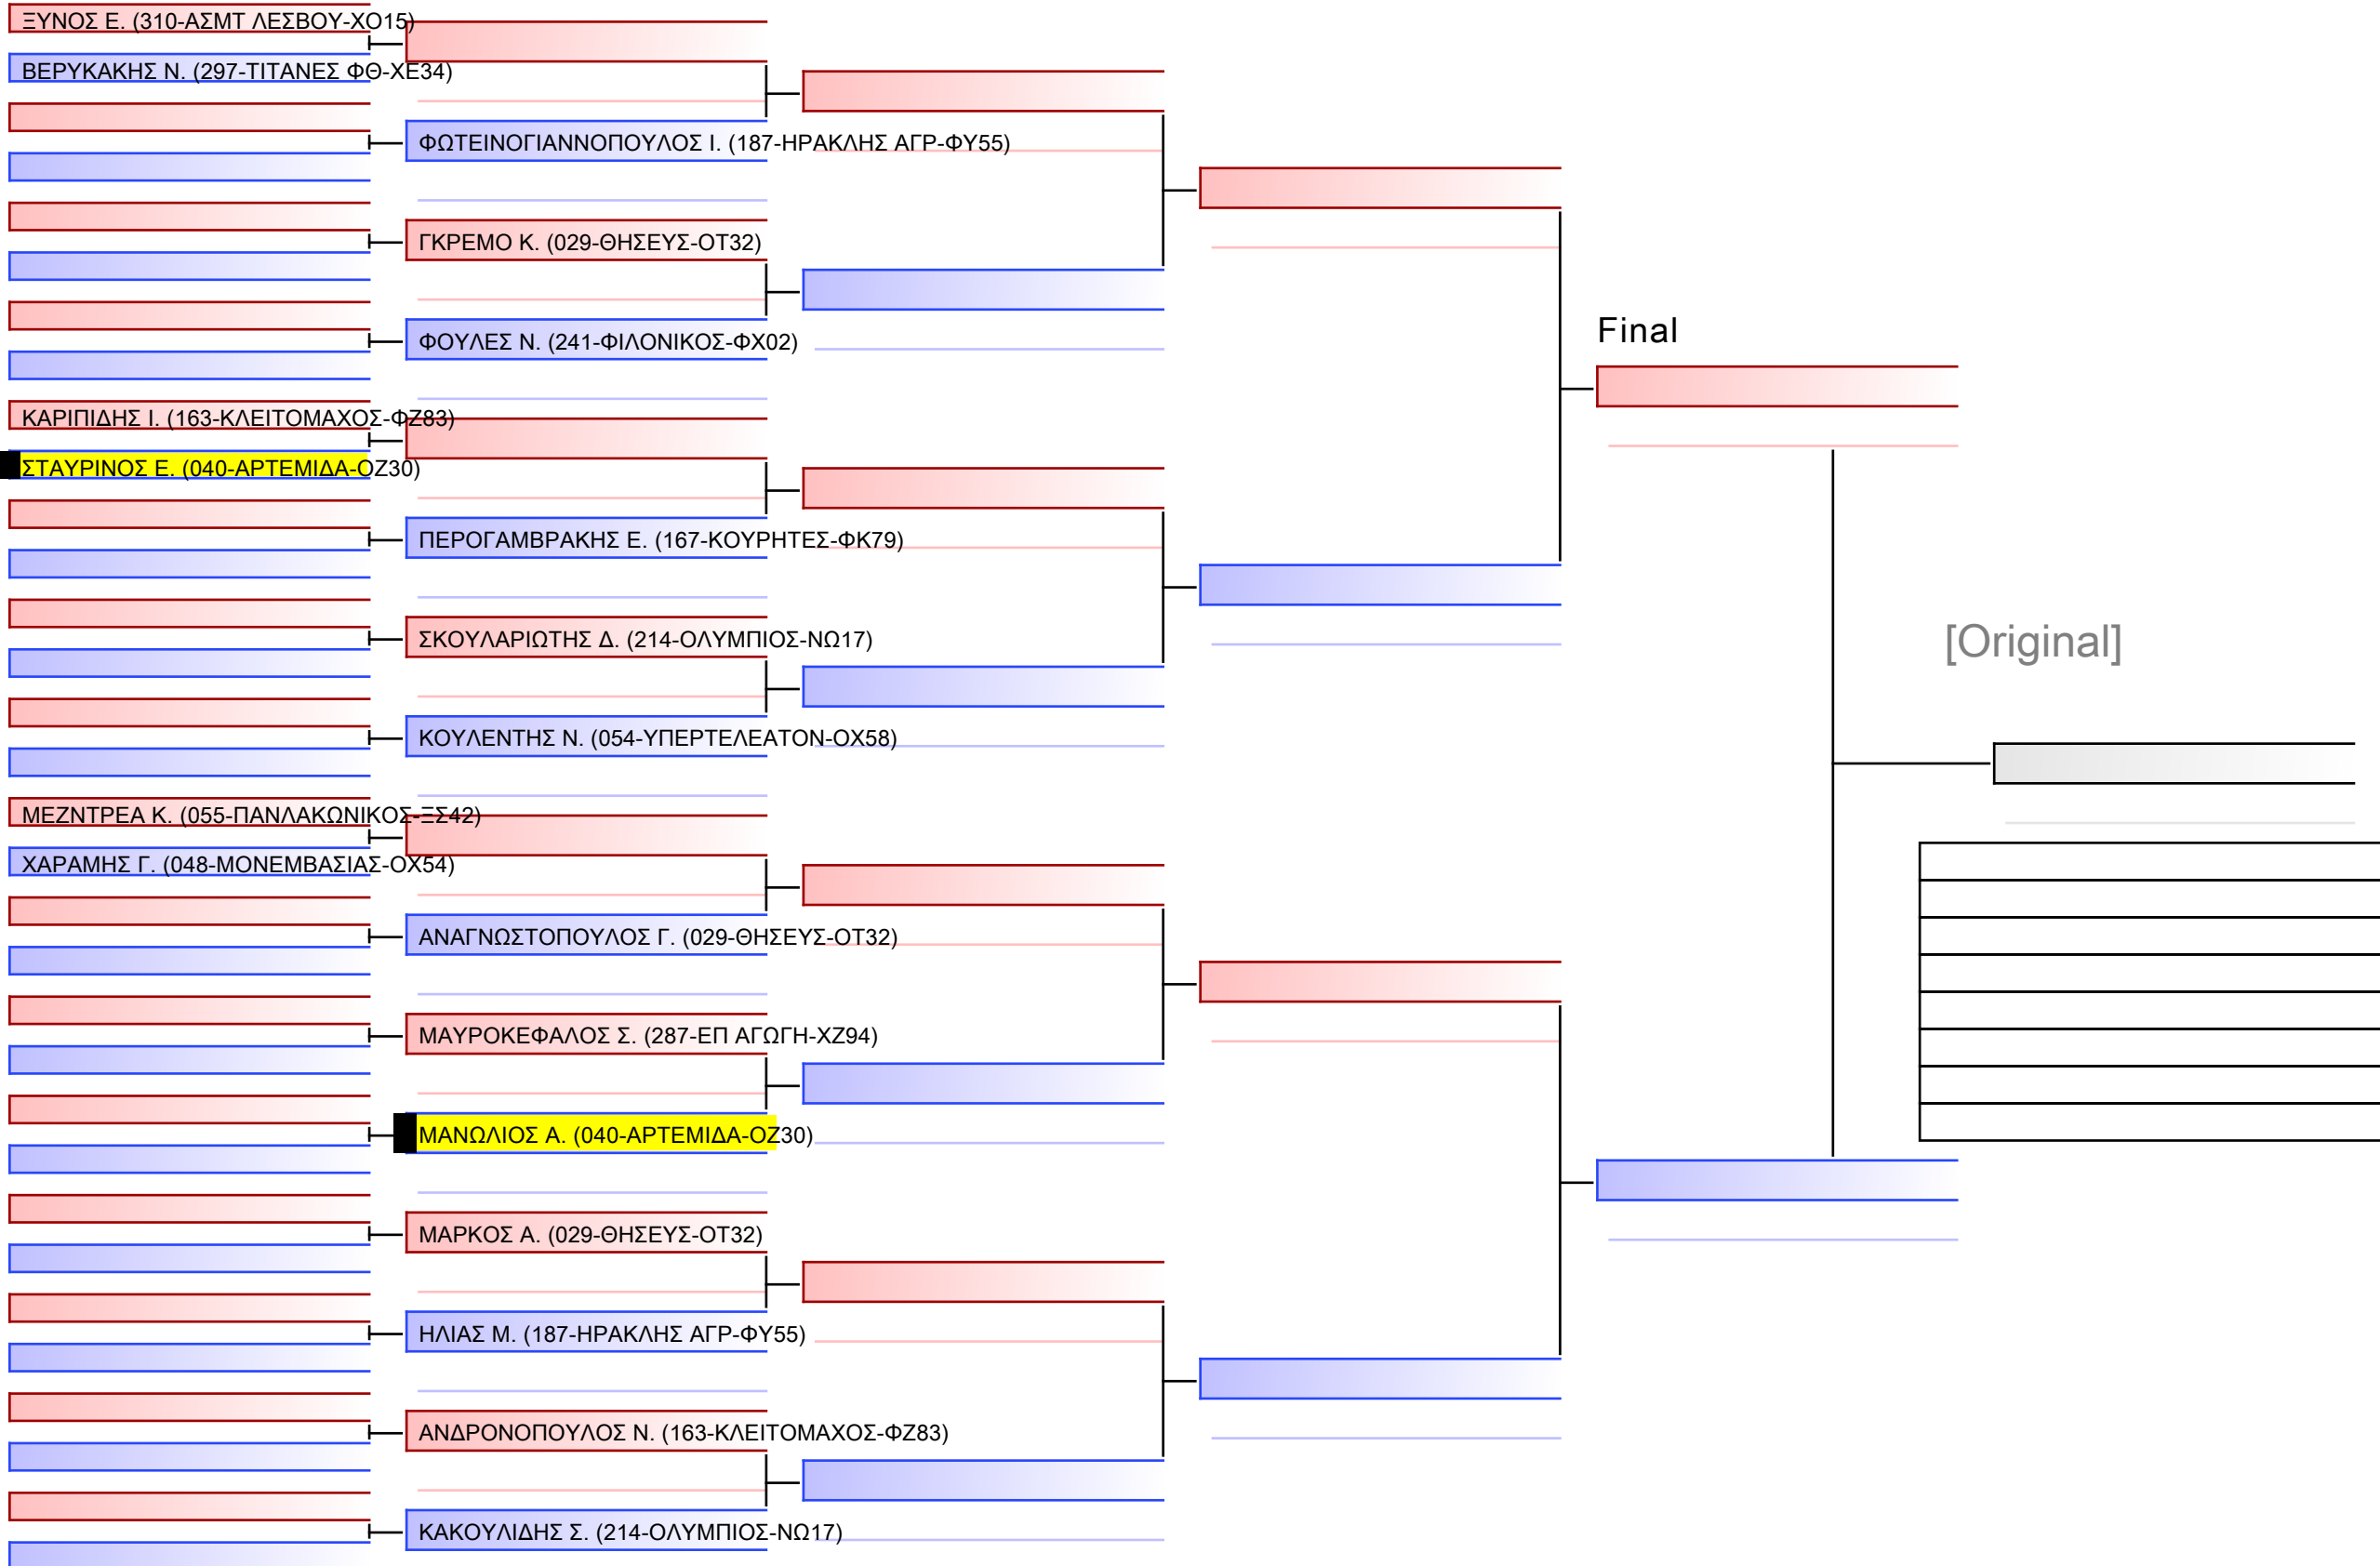 ΞΥΝΟΣ Ε. (310-ΑΣΜΤ ΛΕΣΒΟΥ-ΧΟ15)
ΒΕΡΥΚΑΚΗΣ Ν. (297-ΤΙΤΑΝΕΣ ΦΘ-ΧΕ34)
ΦΩΤΕΙΝΟΓΙΑΝΝΟΠΟΥΛΟΣ Ι. (187-ΗΡΑΚΛΗΣ ΑΓΡ-ΦΥ55)
ΓΚΡΕΜΟ Κ. (029-ΘΗΣΕΥΣ-ΟΤ32)
ΦΟΥΛΕΣ Ν. (241-ΦΙΛΟΝΙΚΟΣ-ΦΧ02)
ΚΑΡΙΠΙΔΗΣ Ι. (163-ΚΛΕΙΤΟΜΑΧΟΣ-ΦΖ83)
ΣΤΑΥΡΙΝΟΣ Ε. (040-ΑΡΤΕΜΙΔΑ-ΟΖ30)
ΠΕΡΟΓΑΜΒΡΑΚΗΣ Ε. (167-ΚΟΥΡΗΤΕΣ-ΦΚ79)
ΣΚΟΥΛΑΡΙΩΤΗΣ Δ. (214-ΟΛΥΜΠΙΟΣ-ΝΩ17)
ΚΟΥΛΕΝΤΗΣ Ν. (054-ΥΠΕΡΤΕΛΕΑΤΟΝ-ΟΧ58)
ΜΕΖΝΤΡΕΑ Κ. (055-ΠΑΝΛΑΚΩΝΙΚΟΣ-ΞΣ42)
ΧΑΡΑΜΗΣ Γ. (048-ΜΟΝΕΜΒΑΣΙΑΣ-ΟΧ54)
ΑΝΑΓΝΩΣΤΟΠΟΥΛΟΣ Γ. (029-ΘΗΣΕΥΣ-ΟΤ32)
ΜΑΥΡΟΚΕΦΑΛΟΣ Σ. (287-ΕΠ ΑΓΩΓΗ-ΧΖ94)
ΜΑΝΩΛΙΟΣ Α. (040-ΑΡΤΕΜΙΔΑ-ΟΖ30)
ΜΑΡΚΟΣ Α. (029-ΘΗΣΕΥΣ-ΟΤ32)
ΗΛΙΑΣ Μ. (187-ΗΡΑΚΛΗΣ ΑΓΡ-ΦΥ55)
ΑΝΔΡΟΝΟΠΟΥΛΟΣ Ν. (163-ΚΛΕΙΤΟΜΑΧΟΣ-ΦΖ83)
ΚΑΚΟΥΛΙΔΗΣ Σ. (214-ΟΛΥΜΠΙΟΣ-ΝΩ17)
Final
[Original]